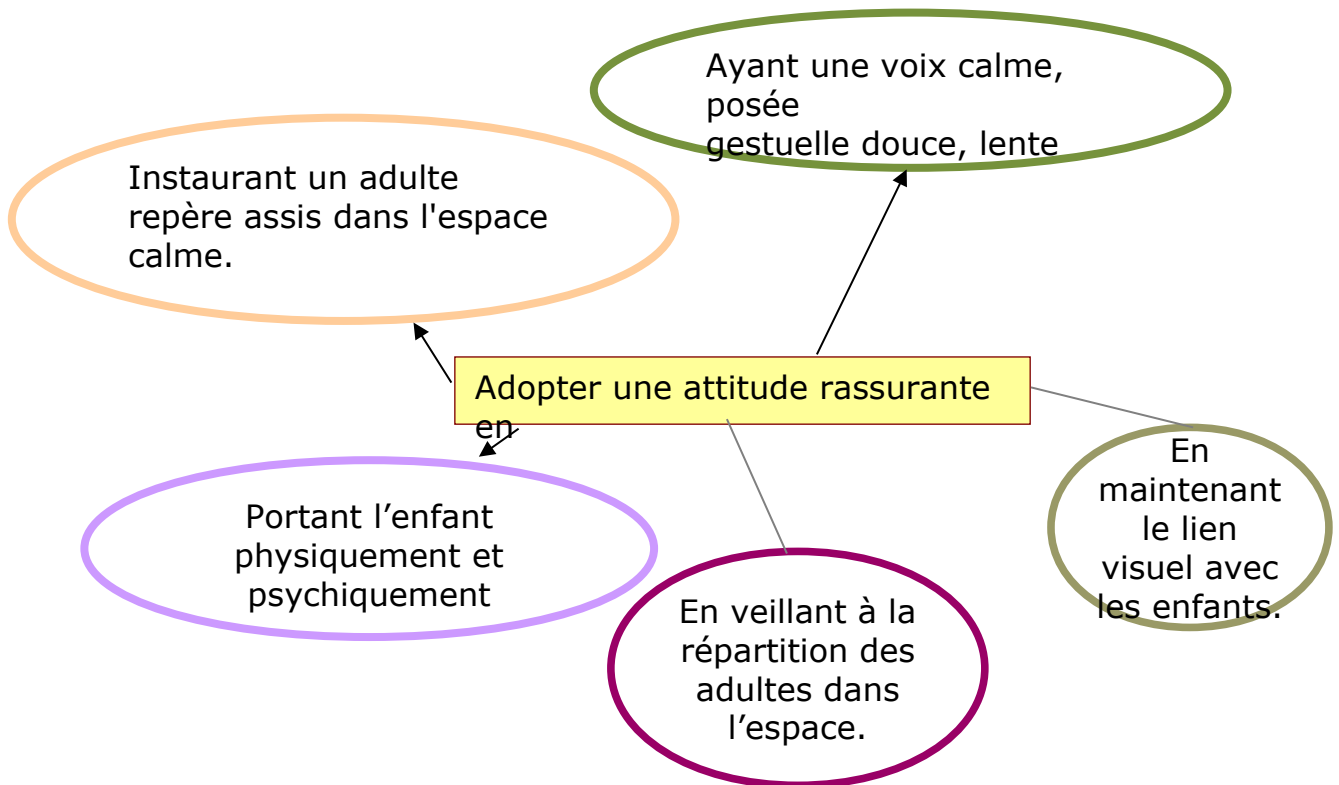 Ayant une voix calme,
posée
gestuelle douce, lente
Instaurant un adulte
repère assis dans l'espace
calme.
Adopter une attitude rassurante
en
Portant l’enfant
physiquement et
psychiquement
En veillant à la
répartition des
adultes dans
l’espace.
En
maintenant
le lien
visuel avec
les enfants.